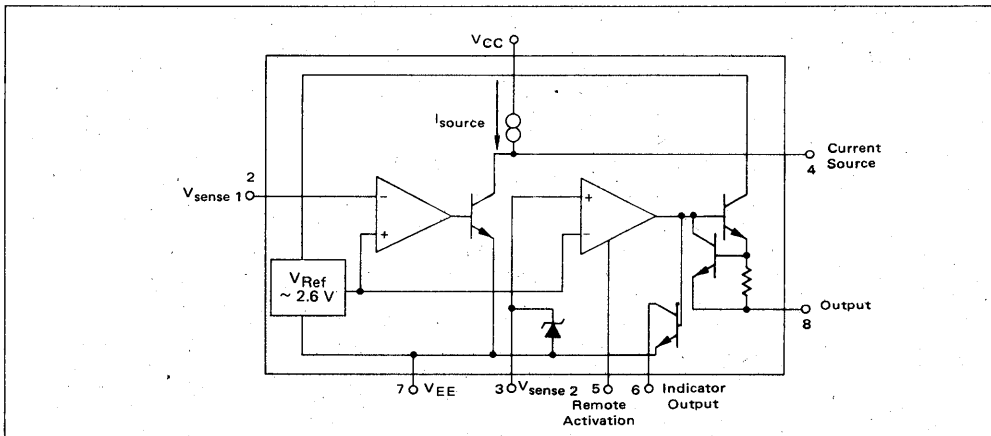 VCC
Isource
Current
Source
4
2
Vsense 1
-
+
+
-
VRef
~ 2.6 V
Output
8
7 VEE
3 Vsense 2
5
Remote
Activation
6 Indicator
Output